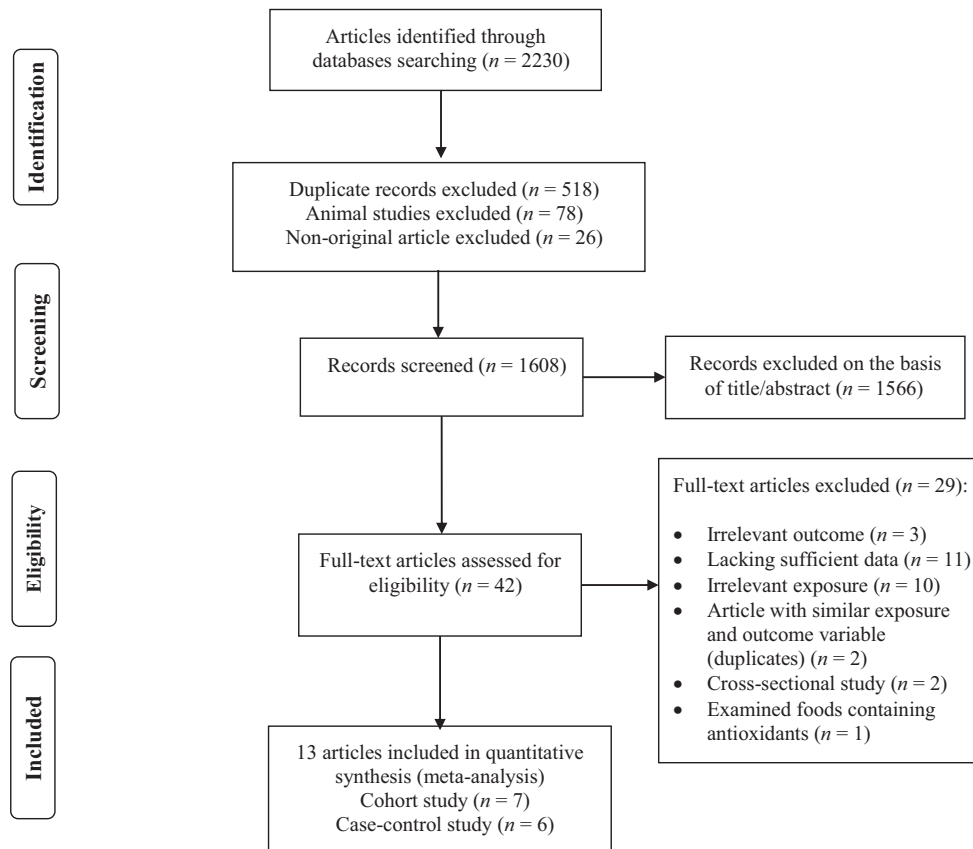 Identification
Articles identified through
databases searching (n = 2230)
Duplicate records excluded (n = 518)
Animal studies excluded (n = 78)
Non-original article excluded (n = 26)
Screening
Records screened (n = 1608)
Records excluded on the basis
of title/abstract (n = 1566)
Eligibility
Full-text articles assessed for
eligibility (n = 42)
Full-text articles excluded (n = 29):
• Irrelevant outcome (n = 3)
• Lacking sufficient data (n = 11)
• Irrelevant exposure (n = 10)
• Article with similar exposure
and outcome variable
(duplicates) (n = 2)
• Cross-sectional study (n = 2)
• Examined foods containing
antioxidants (n = 1)
Included
13 articles included in quantitative
synthesis (meta-analysis)
Cohort study (n = 7)
Case-control study (n = 6)